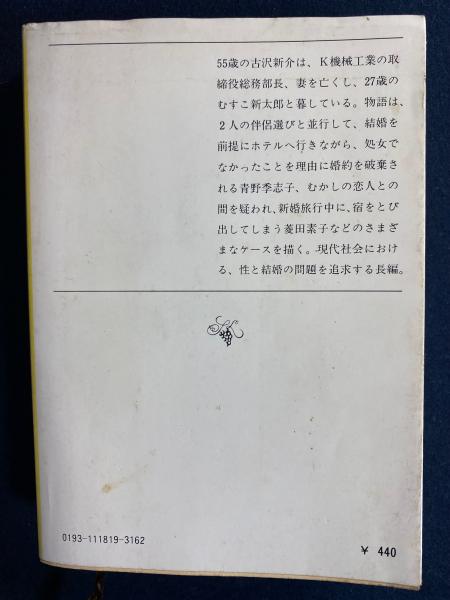 55歳の古沢新介は、K機械工業の取
締役総務部長、妻を亡くし、27歳の
むすこ新太郎と暮している。物語は、
2人の伴侶選びと並行して、結婚を
前提にホテルへ行きながら、処女で
なかったことを理由に婚約を破棄さ
れる青野季志子、むかしの恋人との
間を疑われ、新婚旅行中に、宿をとび
出してしまう菱田素子などのさまざ
まなケースを描く。現代社会におけ
る、性と結婚の問題を追求する長編。
0193-111819-3162
¥ 440